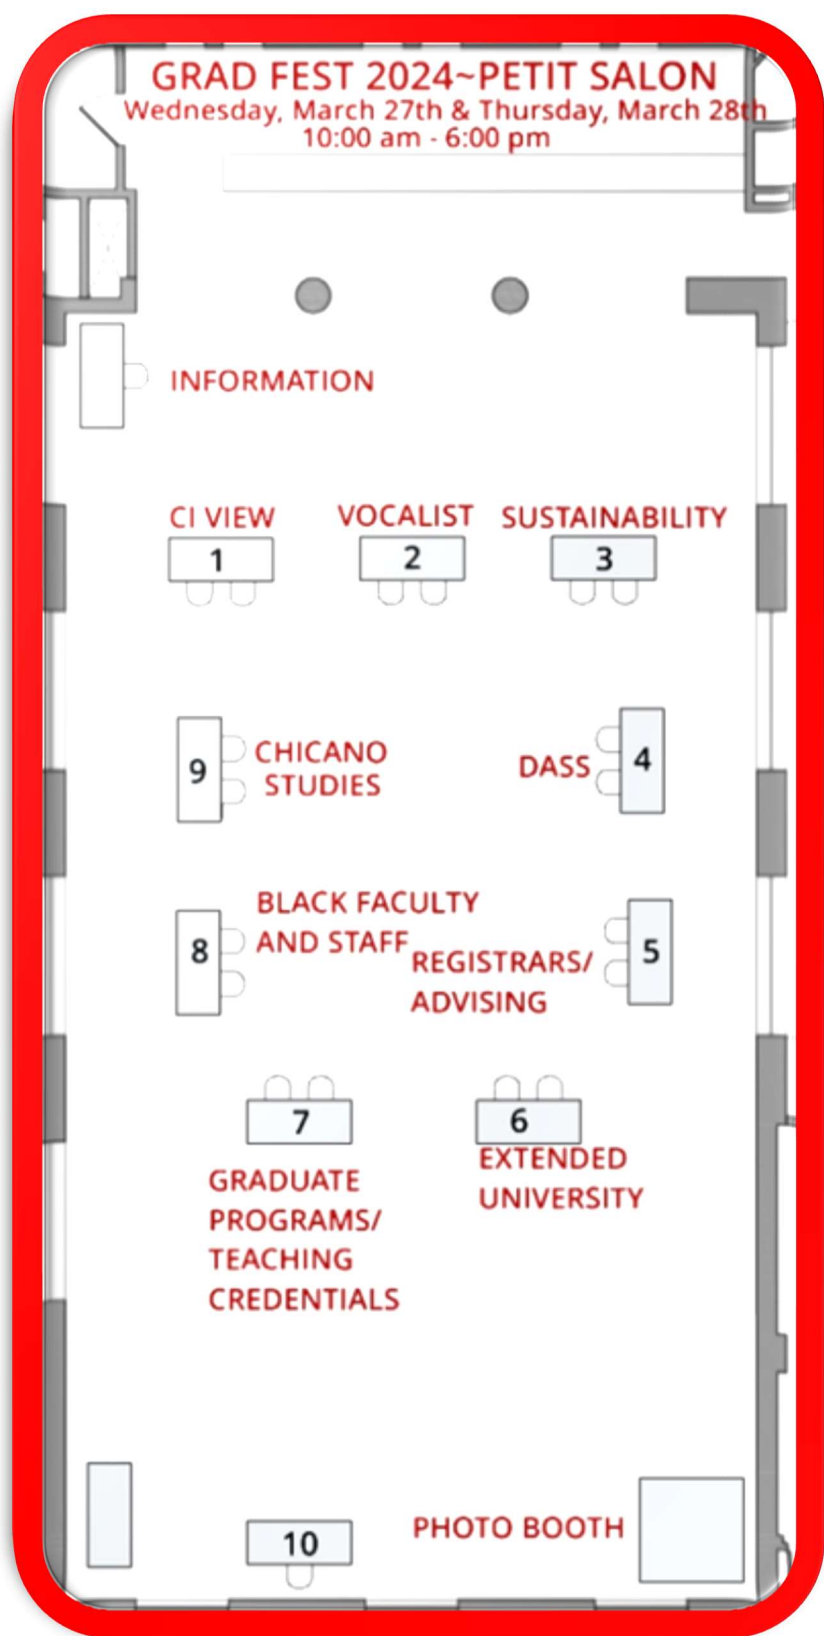 GRAD FEST 2024~PETIT SALON
Wednesday, March 27th & Thursday, March 28th
10:00 am - 6:00 pm
INFORMATION
CI VIEW
VOCALIST
SUSTAINABILITY
1
2
3
9
CHICANO
STUDIES
DASS
4
8
BLACK FACULTY
AND STAFF
REGISTRARS/
ADVISING
5
7
GRADUATE
PROGRAMS/
TEACHING
CREDENTIALS
6
EXTENDED
UNIVERSITY
10
PHOTO BOOTH